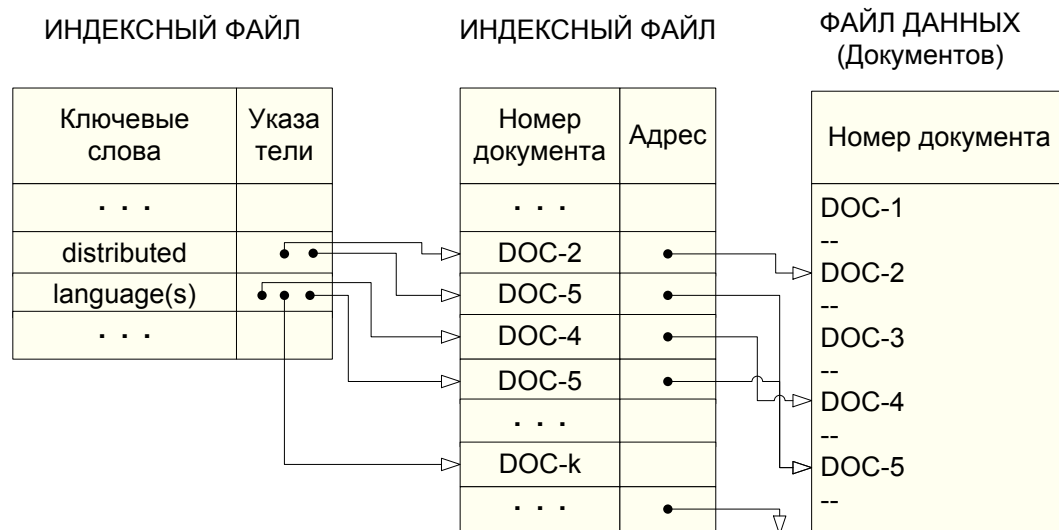 ИНДЕКСНЫЙ ФАЙЛ
Ключевые
слова
Указа
тели
. . .
distributed
language(s)
. . .
ИНДЕКСНЫЙ ФАЙЛ
Номер
документа
Адрес
. . .
DOC-2
DOC-5
DOC-4
DOC-5
. . .
DOC-k
. . .
ФАЙЛ ДАННЫХ
(Документов)
Номер документа
DOC-1
--
DOC-2
--
DOC-3
--
DOC-4
--
DOC-5
--